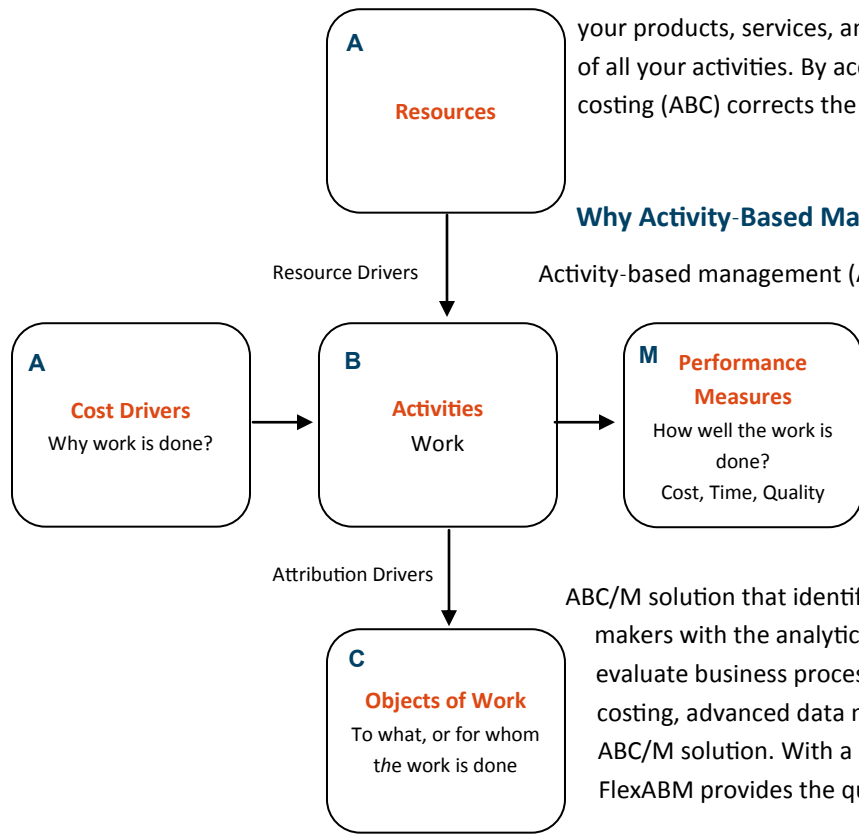 your products, services, an
of all your activities. By acc
costing (ABC) corrects the
A
Resources
Why Activity-Based Ma
Resource Drivers
Activity-based management (A
A
Cost Drivers
Why work is done?
B
Activities
Work
M
Performance
Measures
How well the work is
done?
Cost, Time, Quality
Attribution Drivers
ABC/M solution that identif
makers with the analytic
evaluate business proces
costing, advanced data
ABC/M solution. With a
FlexABM provides the qu
C
Objects of Work
To what, or for whom
the work is done